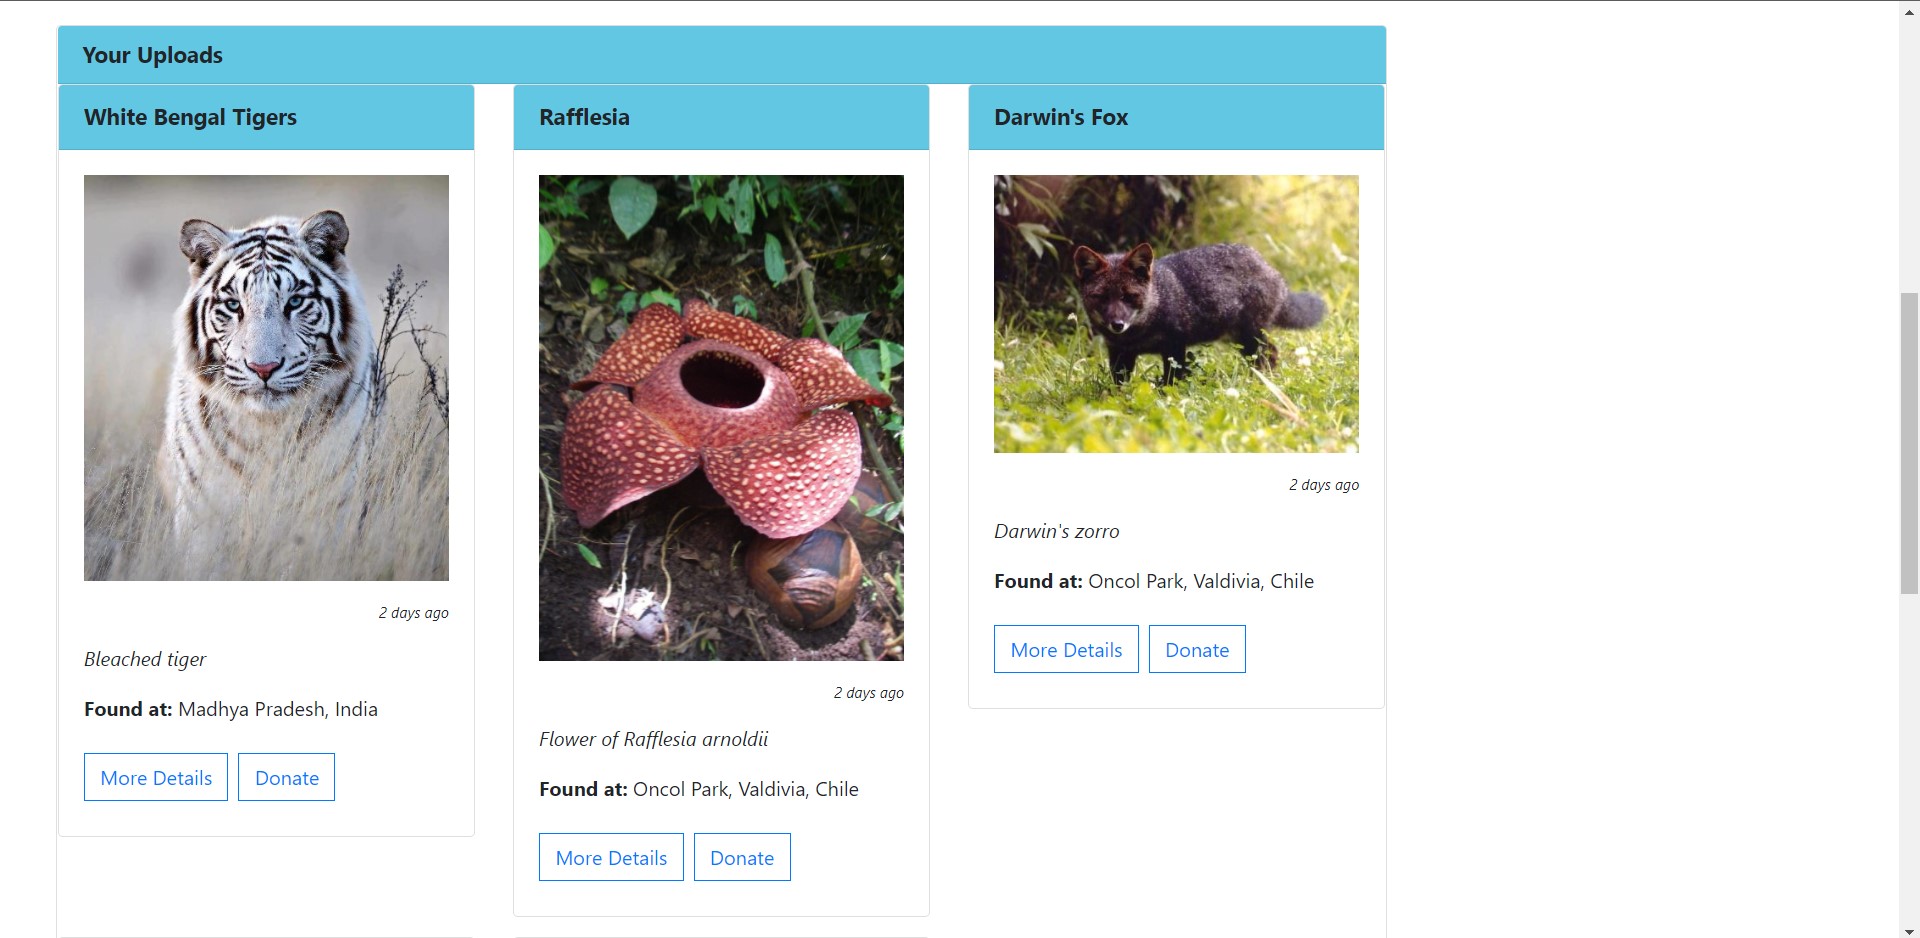 Your Uploads
White Bengal Tigers
2 days ago
Bleached tiger
Found at: Madhya Pradesh, India
More Details
Donate
Rafflesia
2 days ago
Flower of Rafflesia arnoldii
Found at: Oncol Park, Valdivia, Chile
More Details
Donate
Darwin's Fox
2 days ago
Darwin's zorro
Found at: Oncol Park, Valdivia, Chile
More Details
Donate